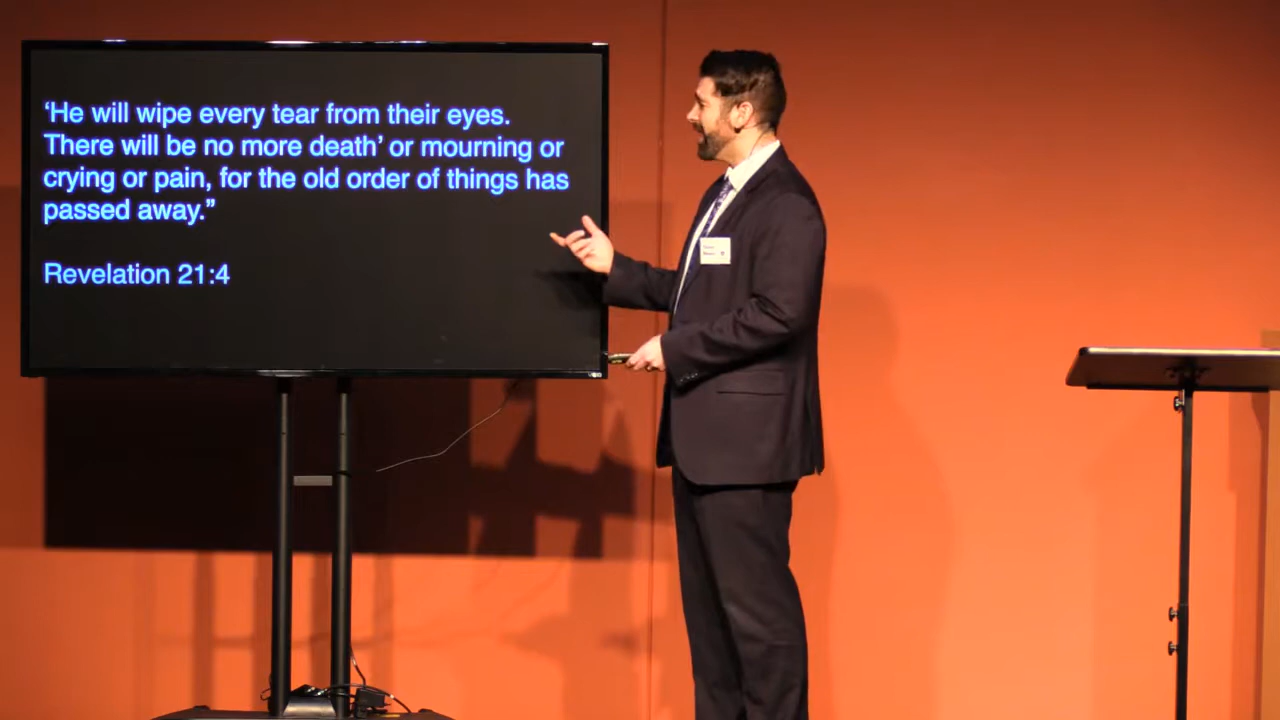 ‘He will wipe every tear from their eyes.
There will be no more death’ or mourning or
crying or pain, for the old order of things has
passed away.”
Revelation 21:4